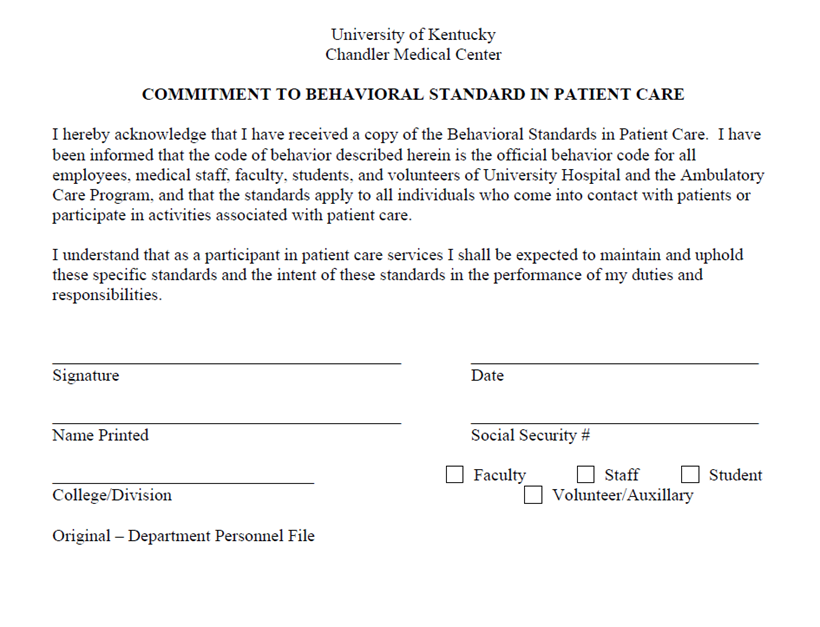 University of Kentucky
Chandler Medical Center
COMMITMENT TO BEHAVIORAL STANDARD IN PATIENT CARE
I hereby acknowledge that I have received a copy of the Behavioral Standards in Patient Care.  I have
been informed that the code of behavior described herein is the official behavior code for all
employees, medical staff, faculty, students, and volunteers of University Hospital and the Ambulatory
Care Program, and that the standards apply to all individuals who come into contact with patients or
participate in activities associated with patient care.
I understand that as a participant in patient care services I shall be expected to maintain and uphold
these specific standards and the intent of these standards in the performance of my duties and
responsibilities.
Signature Date
Name Printed Social Security #
Faculty Staff Student
College/Division Volunteer/Auxillary
Original – Department Personnel File